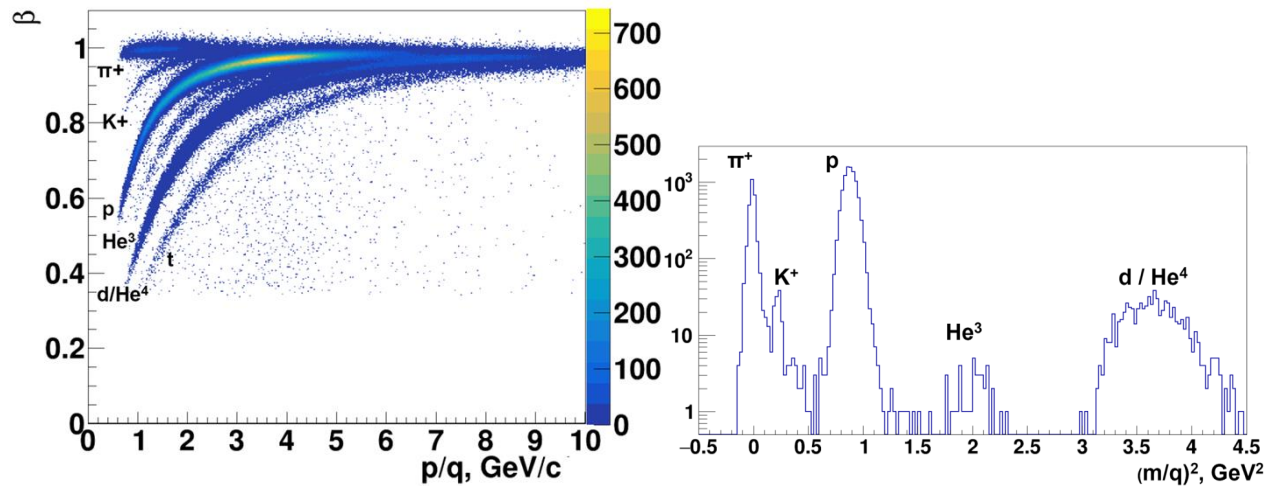 β
1
0.8
0.6
0.4
0.2
0
π+
K+
p
He³
t
d/He⁴
0 1 2 3 4 5 6 7 8 9 10
p/q, GeV/c
700
600
500
400
300
200
100
0
π⁺
K⁺
p
He³
d / He⁴
10³
10²
10
1
−0.5 0 0.5 1 1.5 2 2.5 3 3.5 4 4.5
(m/q)², GeV²